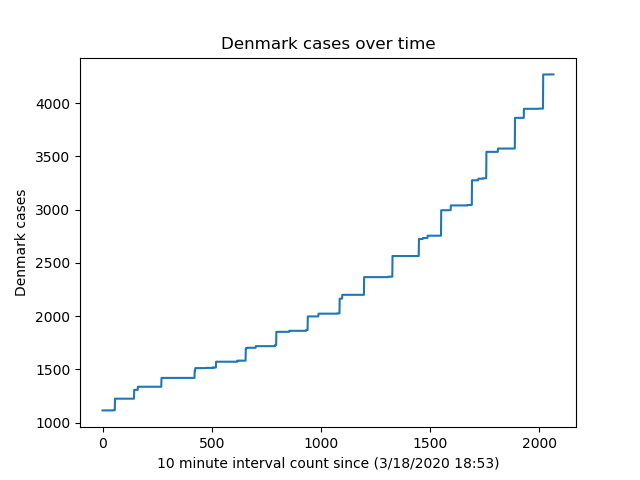 Denmark cases over time
4000
3500
3000
2500
2000
1500
1000
Denmark cases
0 500 1000 1500 2000
10 minute interval count since (3/18/2020 18:53)